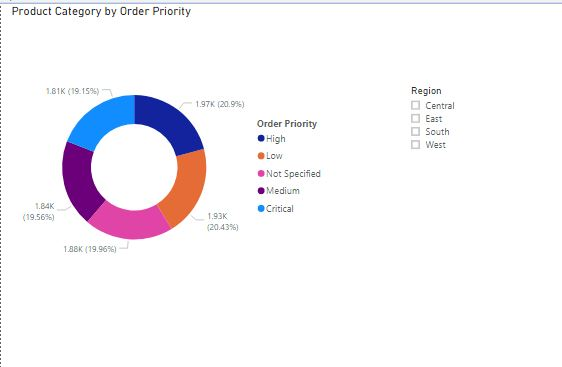 Product Category by Order Priority
1.81K (19.15%)
1.97K (20.9%)
1.84K
(19.56%)
1.93K
(20.43%)
1.88K (19.96%)
Order Priority
High
Low
Not Specified
Medium
Critical
Region
Central
East
South
West